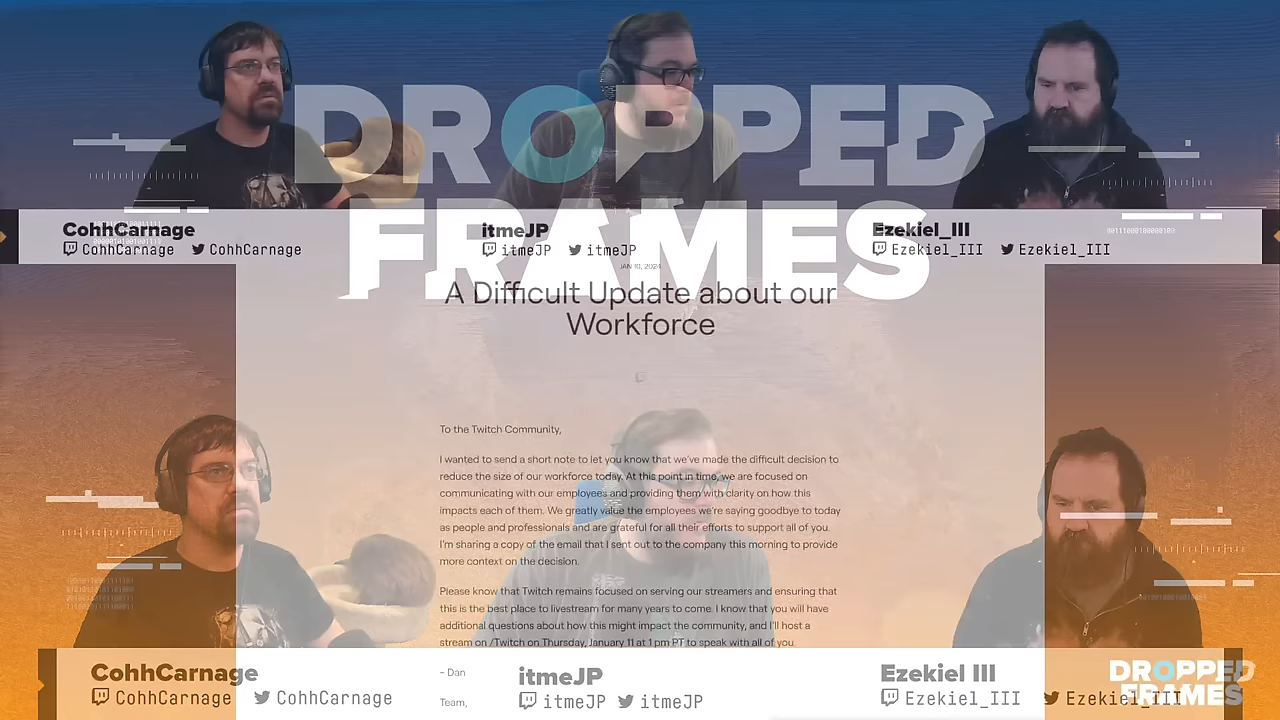 DROPPED
FRAMES
CohhCarnage
CohhCarnage CohhCarnage
itmeJP
itmeJP itmeJP
Ezekiel_III
Ezekiel_III Ezekiel_III
JAN 10, 2024
A Difficult Update about our
Workforce
To the Twitch Community,
I wanted to send a short note to let you know that we've made the difficult decision to
reduce the size of our workforce today. At this point in time, we are focused on
communicating with our employees and providing them with clarity on how this
impacts each of them. We greatly value the employees we're saying goodbye to today
as people and professionals and are grateful for all their efforts to support all of you.
I'm sharing a copy of the email that I sent out to the company this morning to provide
more context on the decision.
Please know that Twitch remains focused on serving our streamers and ensuring that
this is the best place to livestream for many years to come. I know that you will have
additional questions about how this might impact the community, and I'll host a
stream on /Twitch on Thursday, January 11 at 1 pm PT to speak with all of you.
- Dan
Team,
CohhCarnage
CohhCarnage CohhCarnage
itmeJP
itmeJP itmeJP
Ezekiel III
Ezekiel_III Ezekiel_III
DROPPED
FRAMES